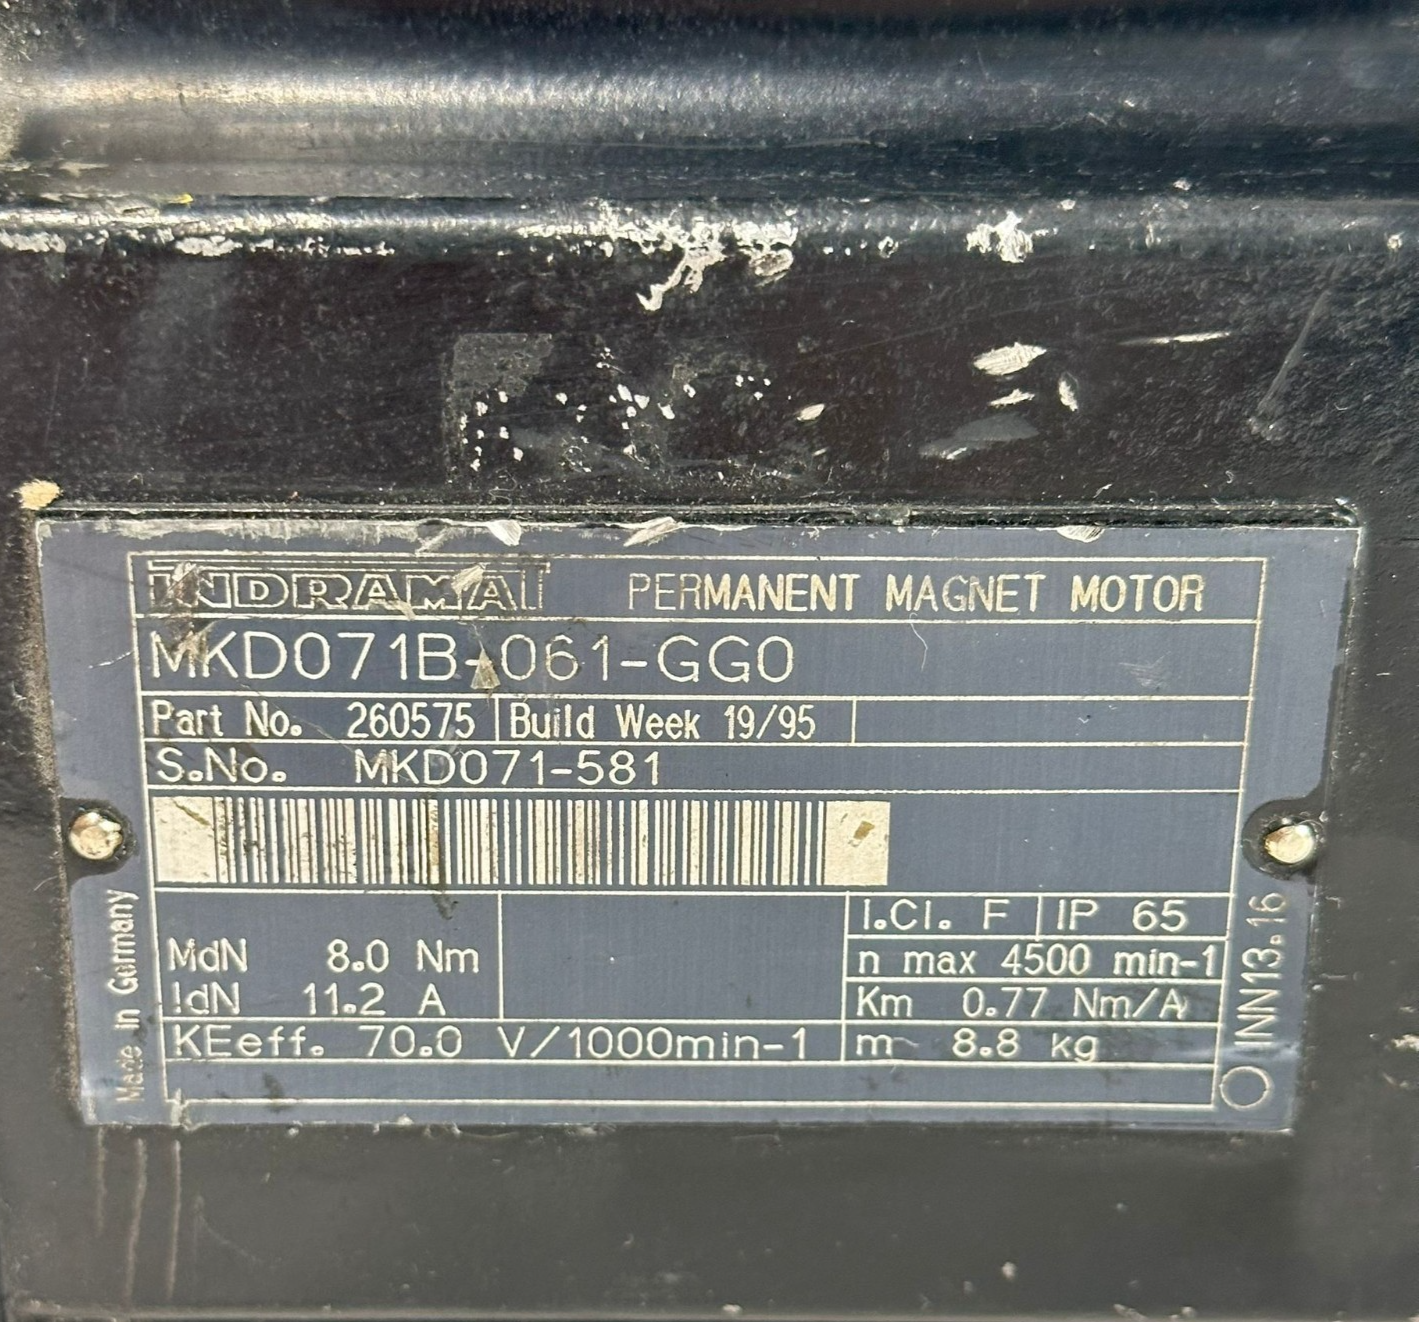 INDRAMAT PERMANENT MAGNET MOTOR
MKD071B-061-GG0
Part No. 260575 Build Week 19/95
S.No. MKD071-581
I.Cl. F IP 65
MdN 8.0 Nm n max 4500 min-1
IdN 11.2 A Km 0.77 Nm/A
KEeff. 70.0 V/1000min-1 m 8.8 kg
Made in Germany
INN13.16